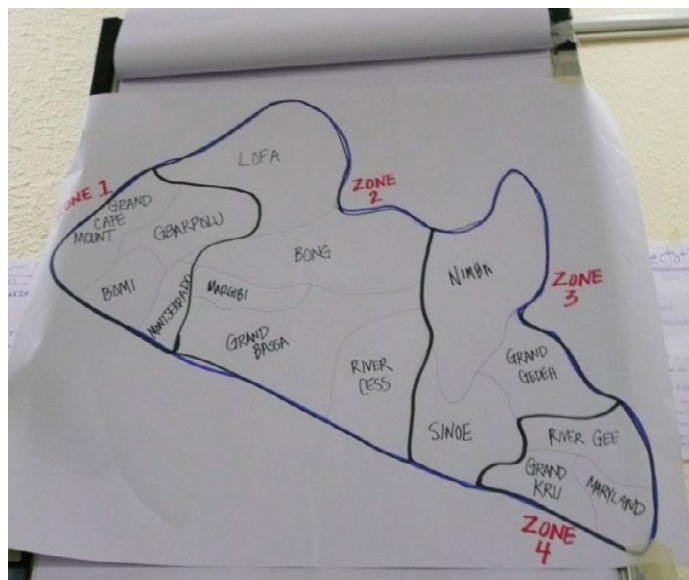 ONE 1
LOFA
ZONE
2
GRAND
CAPE
MOUNT
GBARPOLU
BONG
NIMBA
ZONE
3
BOMI
MONTSERRADO
MARGIBI
GRAND
BASSA
RIVER
CESS
GRAND
GEDEH
SINOE
RIVER GEE
GRAND
KRU
MARYLAND
ZONE
4